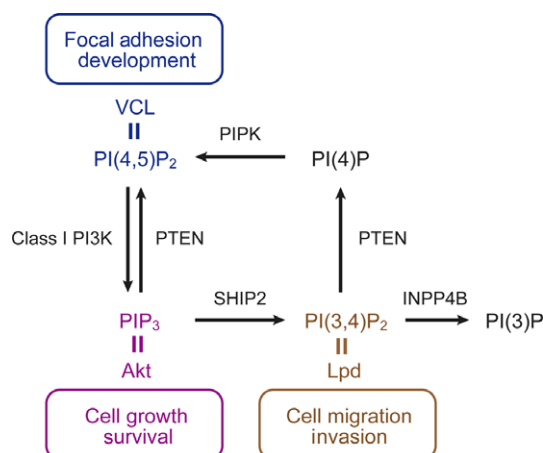 Focal adhesion
development
VCL
PI(4,5)P₂
PIPK
PI(4)P
Class I PI3K
PTEN
PTEN
PIP₃
SHIP2
PI(3,4)P₂
INPP4B
PI(3)P
Akt
Lpd
Cell growth
survival
Cell migration
invasion